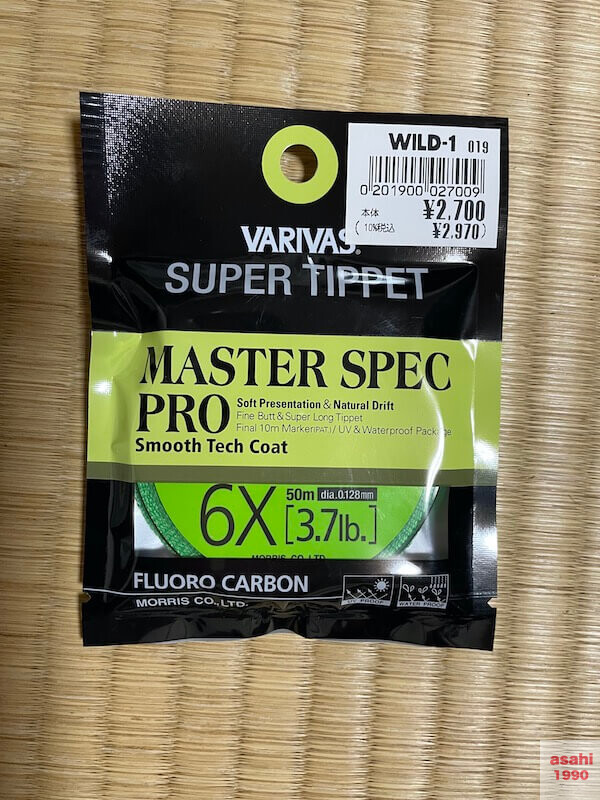 WILD-1 019
0 201900 027009
本体 ¥2,700
(10%税込 ¥2,970)
VARIVAS®
SUPER TIPPET
MASTER SPEC
PRO
Soft Presentation & Natural Drift
Fine Butt & Super Long Tippet
Final 10m Marker(PAT.)/ UV & Waterproof Package
Smooth Tech Coat
6X
50m dia.0.128mm
[3.7lb.]
MORRIS CO.,LTD.
FLUORO CARBON
MORRIS CO.,LTD.
UV PROOF
WATER PROOF
asahi
1990